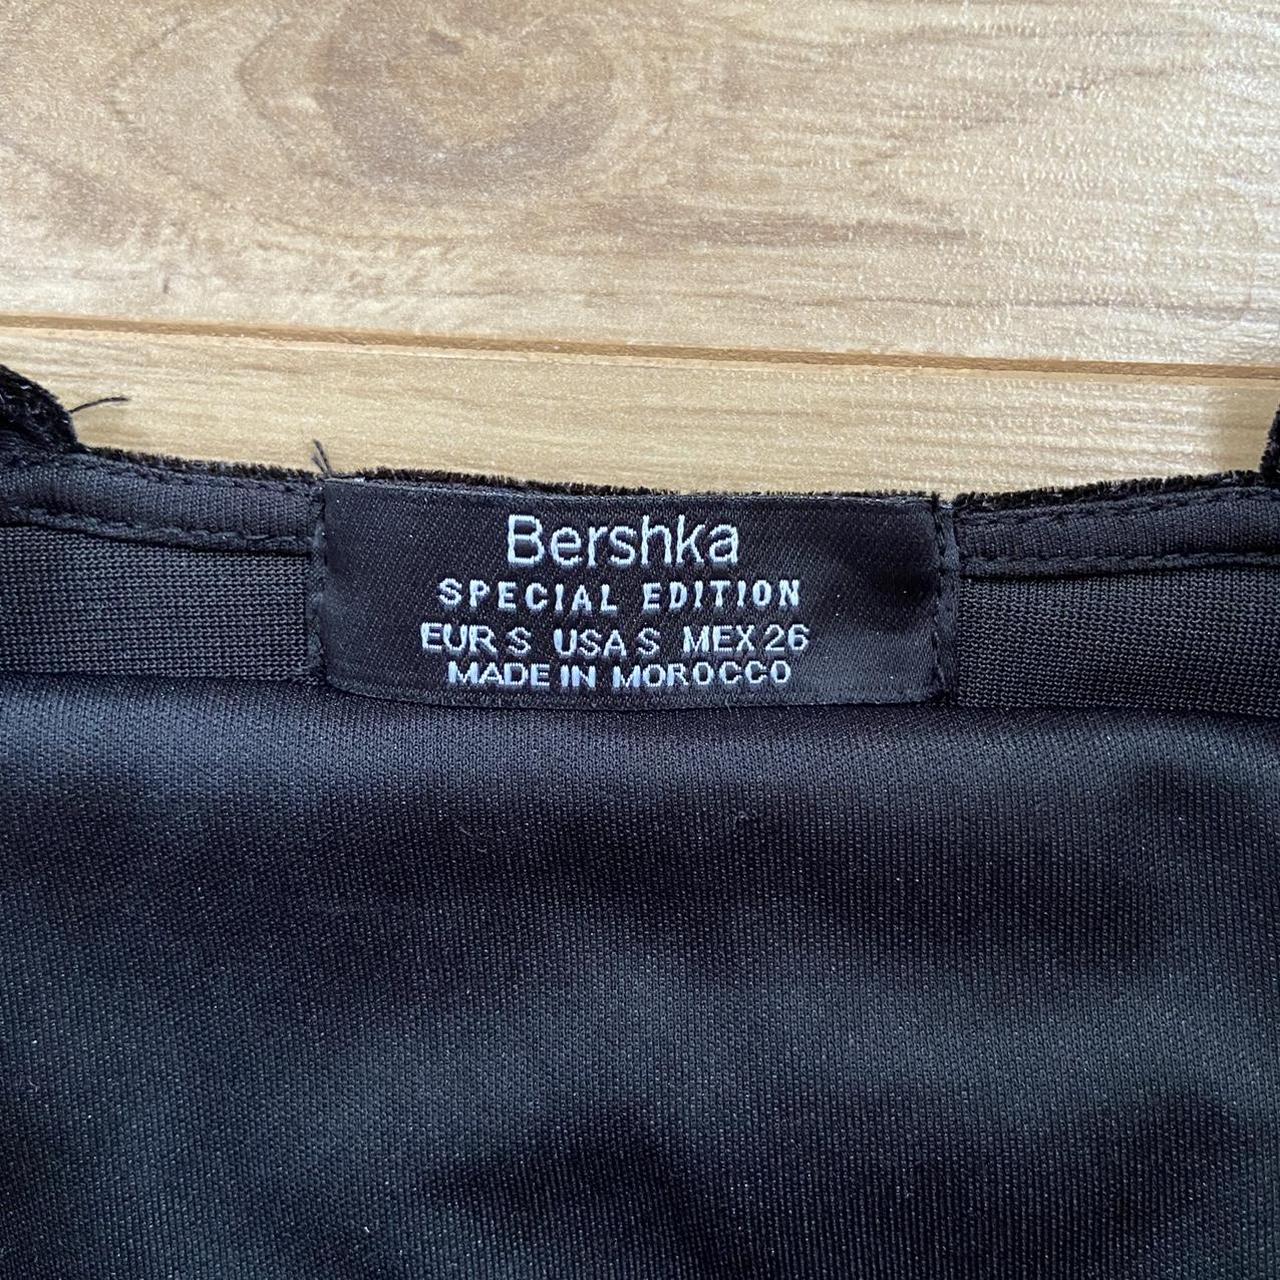 Bershka
SPECIAL EDITION
EUR S USA S MEX 26
MADE IN MOROCCO